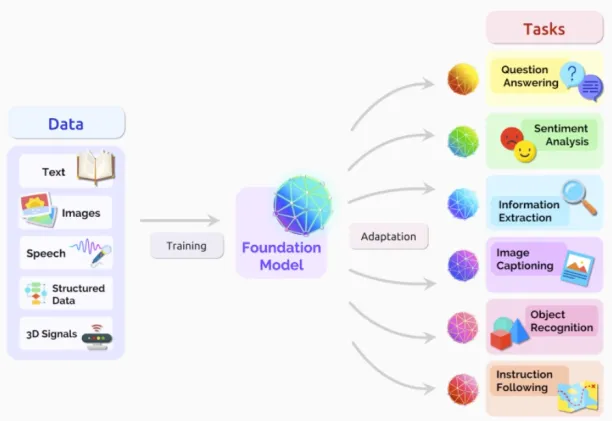 Tasks
Question
Answering
Data
Sentiment
Analysis
Text
Images
Information
Extraction
Training
Foundation
Model
Adaptation
Speech
Image
Captioning
Structured
Data
3D Signals
Object
Recognition
Instruction
Following